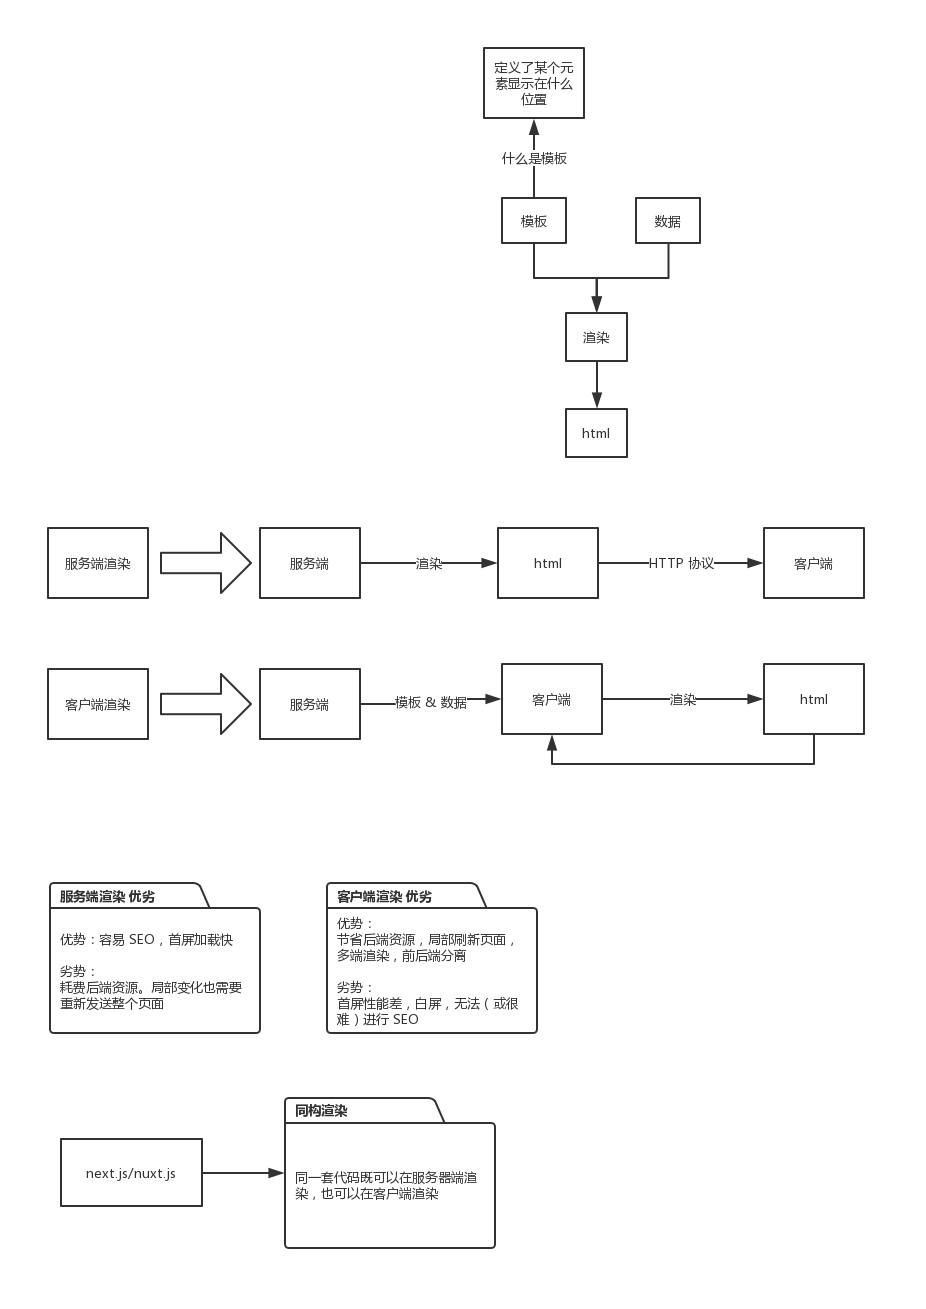 定义了某个元
素显示在什么
位置
什么是模板
模板
数据
渲染
html
服务端渲染
服务端
渲染
html
HTTP 协议
客户端
客户端渲染
服务端
模板 & 数据
客户端
渲染
html
服务端渲染 优劣
优势：容易 SEO，首屏加载快
劣势：
耗费后端资源。局部变化也需要
重新发送整个页面
客户端渲染 优劣
优势：
节省后端资源，局部刷新页面，
多端渲染，前后端分离
劣势：
首屏性能差，白屏，无法（或很
难）进行 SEO
next.js/nuxt.js
同构渲染
同一套代码既可以在服务器端渲
染，也可以在客户端渲染